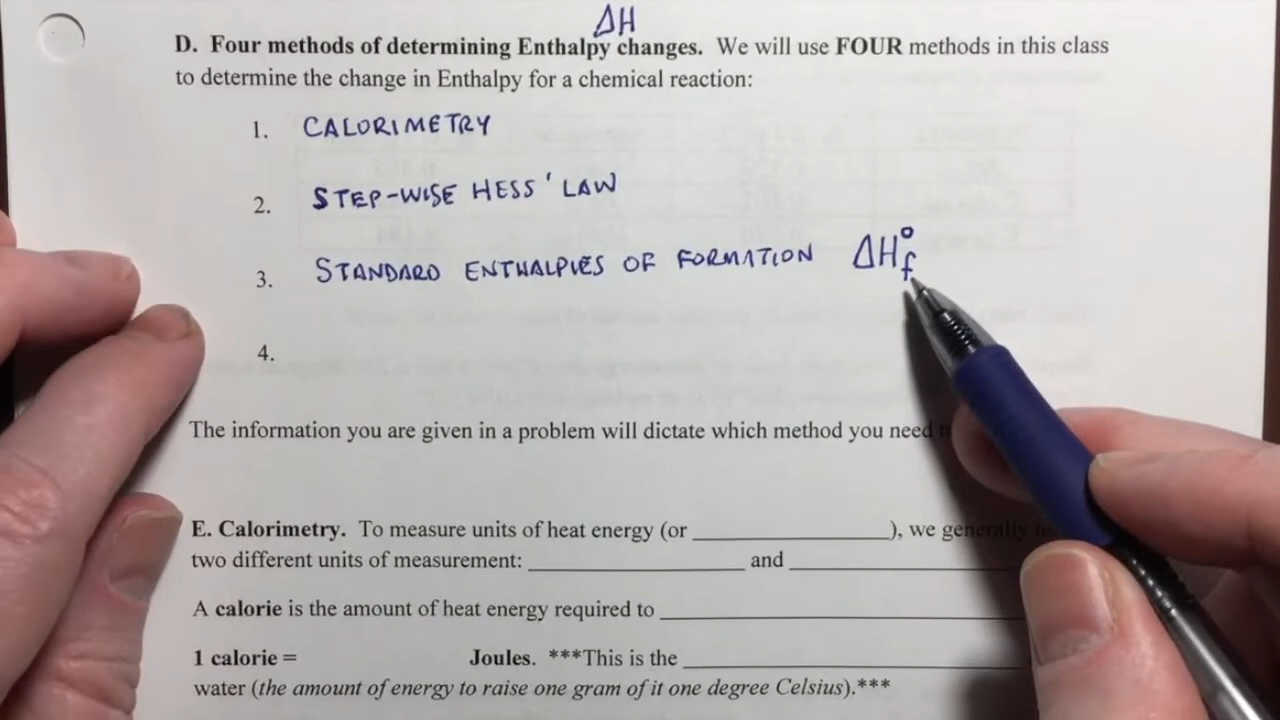 ΔH
D. Four methods of determining Enthalpy changes. We will use FOUR methods in this class
to determine the change in Enthalpy for a chemical reaction:
1. CALORIMETRY
2. STEP-WISE HESS' LAW
3. STANDARD ENTHALPIES OF FORMATION ΔH°f
4.
The information you are given in a problem will dictate which method you need
E. Calorimetry. To measure units of heat energy (or __________________), we generally
two different units of measurement: ____________________ and ____________________
A calorie is the amount of heat energy required to ________________________________
1 calorie = Joules. ***This is the ______________________________
water (the amount of energy to raise one gram of it one degree Celsius).***